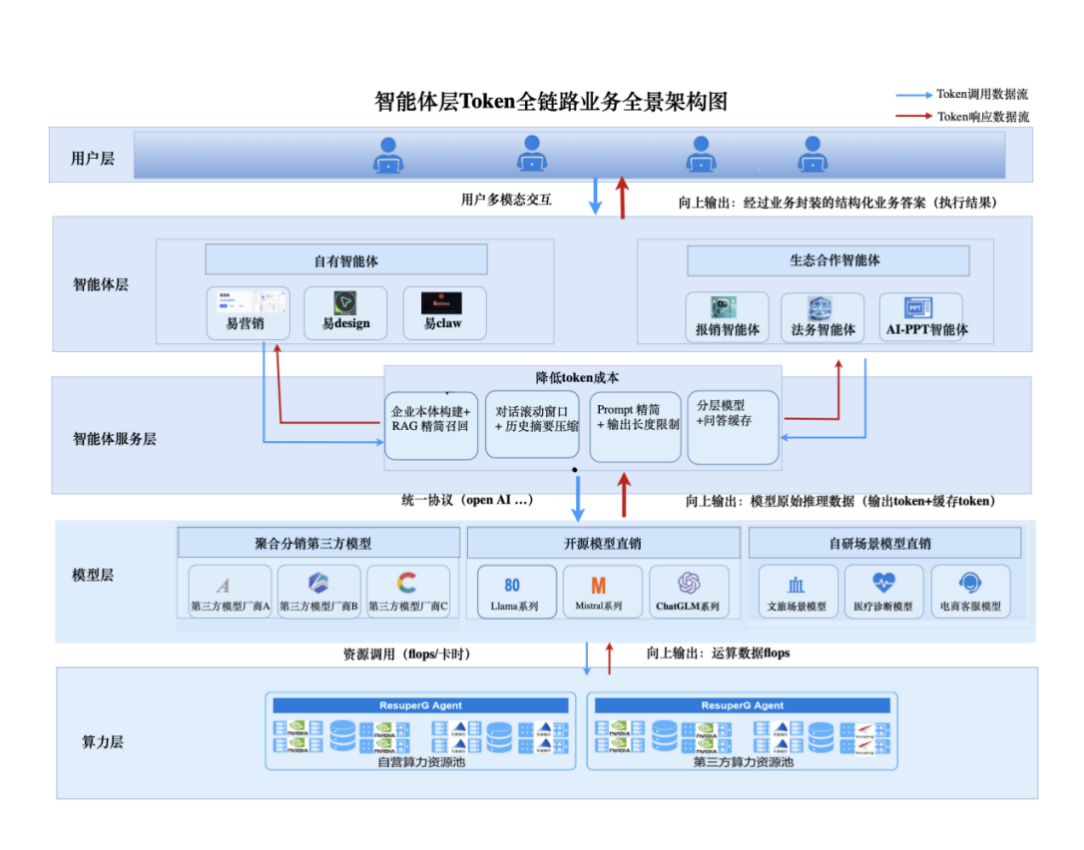 智能体层Token全链路业务全景架构图
Token调用数据流
Token响应数据流
用户层
用户多模态交互
向上输出：经过业务封装的结构化业务答案（执行结果）
智能体层
自有智能体
易营销
易design
易claw
生态合作智能体
报销智能体
法务智能体
PPT
AI-PPT智能体
智能体服务层
降低token成本
企业本体构建+
RAG 精简召回
对话滚动窗口
+ 历史摘要压缩
Prompt 精简
+ 输出长度限制
分层模型
+问答缓存
统一协议（open AI ...）
向上输出：模型原始推理数据（输出token+缓存token）
模型层
聚合分销第三方模型
第三方模型厂商A
第三方模型厂商B
第三方模型厂商C
开源模型直销
80
Llama系列
M
Mistral系列
ChatGLM系列
自研场景模型直销
文旅场景模型
医疗诊断模型
电商客服模型
资源调用（flops/卡时）
向上输出：运算数据flops
算力层
ResuperG Agent
NVIDIA
NVIDIA
NVIDIA
NVIDIA
自营算力资源池
ResuperG Agent
NVIDIA
NVIDIA
NVIDIA
NVIDIA
第三方算力资源池